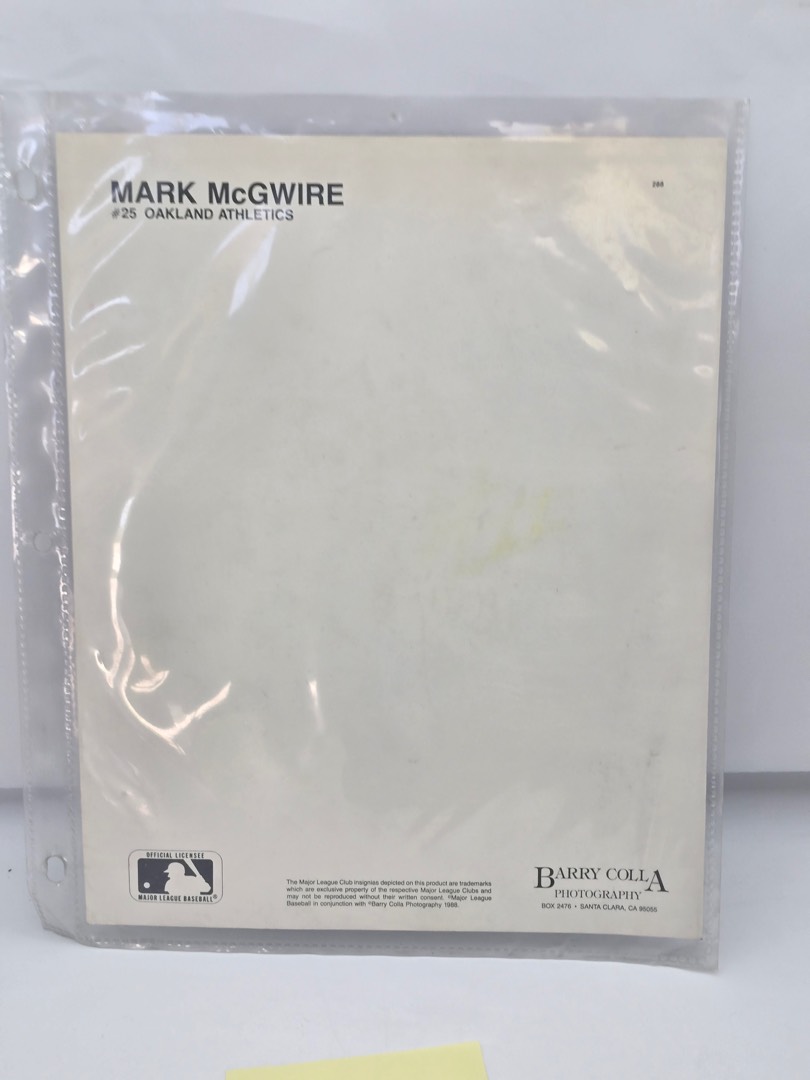 MARK McGWIRE
#25 OAKLAND ATHLETICS
288
OFFICIAL LICENSEE
MAJOR LEAGUE BASEBALL®
The Major League Club insignias depicted on this product are trademarks
which are exclusive property of the respective Major League Clubs and
may not be reproduced without their written consent. ©Major League
Baseball in conjunction with ©Barry Colla Photography 1988.
BARRY COLLA
PHOTOGRAPHY
BOX 2476 • SANTA CLARA, CA 95055